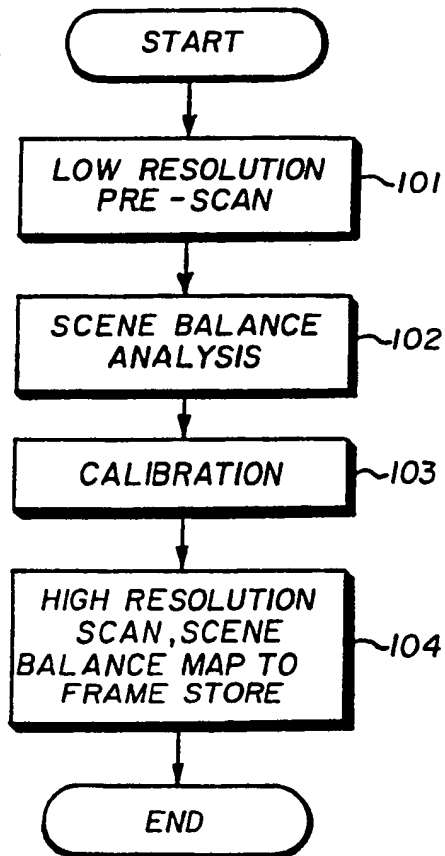 START
LOW RESOLUTION
PRE-SCAN
101
SCENE BALANCE
ANALYSIS
102
CALIBRATION
103
HIGH RESOLUTION
SCAN, SCENE
BALANCE MAP TO
FRAME STORE
104
END